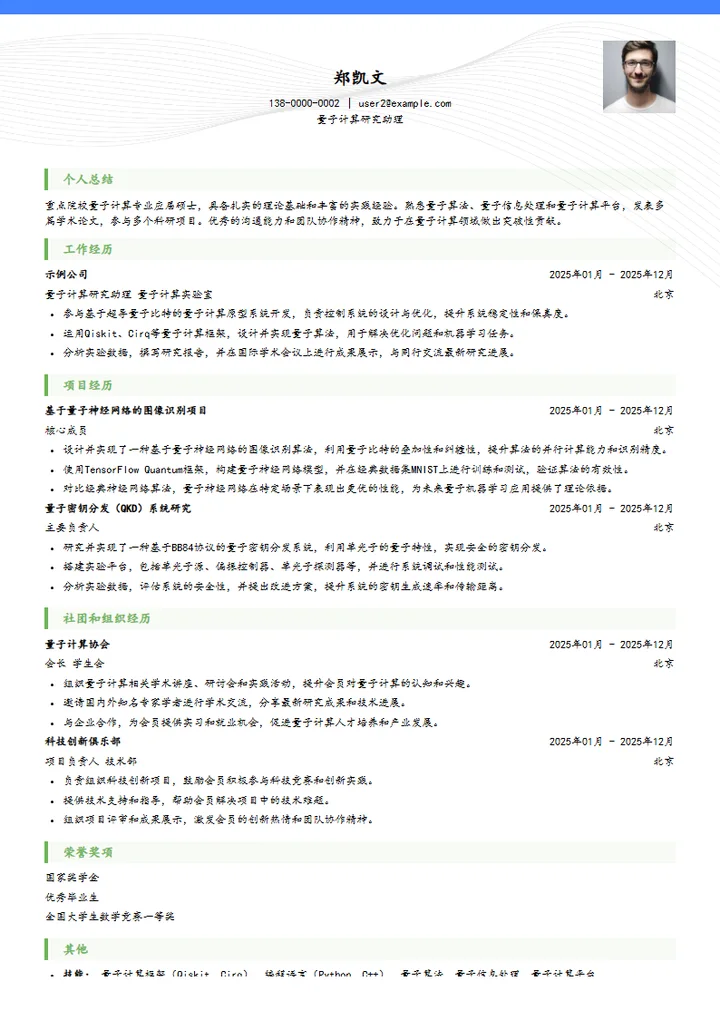 郑凯文
138-0000-0002 | user2@example.com
量子计算研究助理
个人总结
重点院校量子计算专业应届硕士，具备扎实的理论基础和丰富的实践经验。熟悉量子算法、量子信息处理和量子计算平台，发表多
篇学术论文，参与多个科研项目。优秀的沟通能力和团队协作精神，致力于在量子计算领域做出突破性贡献。
工作经历
示例公司 2025年01月 - 2025年12月
量子计算研究助理 量子计算实验室 北京
• 参与基于超导量子比特的量子计算原型系统开发，负责控制系统的设计与优化，提升系统稳定性和保真度。
• 运用Qiskit、Cirq等量子计算框架，设计并实现量子算法，用于解决优化问题和机器学习任务。
• 分析实验数据，撰写研究报告，并在国际学术会议上进行成果展示，与同行交流最新研究进展。
项目经历
基于量子神经网络的图像识别项目 2025年01月 - 2025年12月
核心成员 北京
• 设计并实现了一种基于量子神经网络的图像识别算法，利用量子比特的叠加性和纠缠性，提升算法的并行计算能力和识别精度。
• 使用TensorFlow Quantum框架，构建量子神经网络模型，并在经典数据集MNIST上进行训练和测试，验证算法的有效性。
• 对比经典神经网络算法，量子神经网络在特定场景下表现出更优的性能，为未来量子机器学习应用提供了理论依据。
量子密钥分发（QKD）系统研究 2025年01月 - 2025年12月
主要负责人 北京
• 研究并实现了一种基于BB84协议的量子密钥分发系统，利用单光子的量子特性，实现安全的密钥分发。
• 搭建实验平台，包括单光子源、偏振控制器、单光子探测器等，并进行系统调试和性能测试。
• 分析实验数据，评估系统的安全性，并提出改进方案，提升系统的密钥生成速率和传输距离。
社团和组织经历
量子计算协会 2025年01月 - 2025年12月
会长 学生会 北京
• 组织量子计算相关学术讲座、研讨会和实践活动，提升会员对量子计算的认知和兴趣。
• 邀请国内外知名专家学者进行学术交流，分享最新研究成果和技术进展。
• 与企业合作，为会员提供实习和就业机会，促进量子计算人才培养和产业发展。
科技创新俱乐部 2025年01月 - 2025年12月
项目负责人 技术部 北京
• 负责组织科技创新项目，鼓励会员积极参与科技竞赛和创新实践。
• 提供技术支持和指导，帮助会员解决项目中的技术难题。
• 组织项目评审和成果展示，激发会员的创新热情和团队协作精神。
荣誉奖项
国家奖学金
优秀毕业生
全国大学生数学竞赛一等奖
其他
• 技能： 量子计算框架（Qiskit、Cirq）、编程语言（Python、C++）、量子算法、量子信息处理、量子计算平台